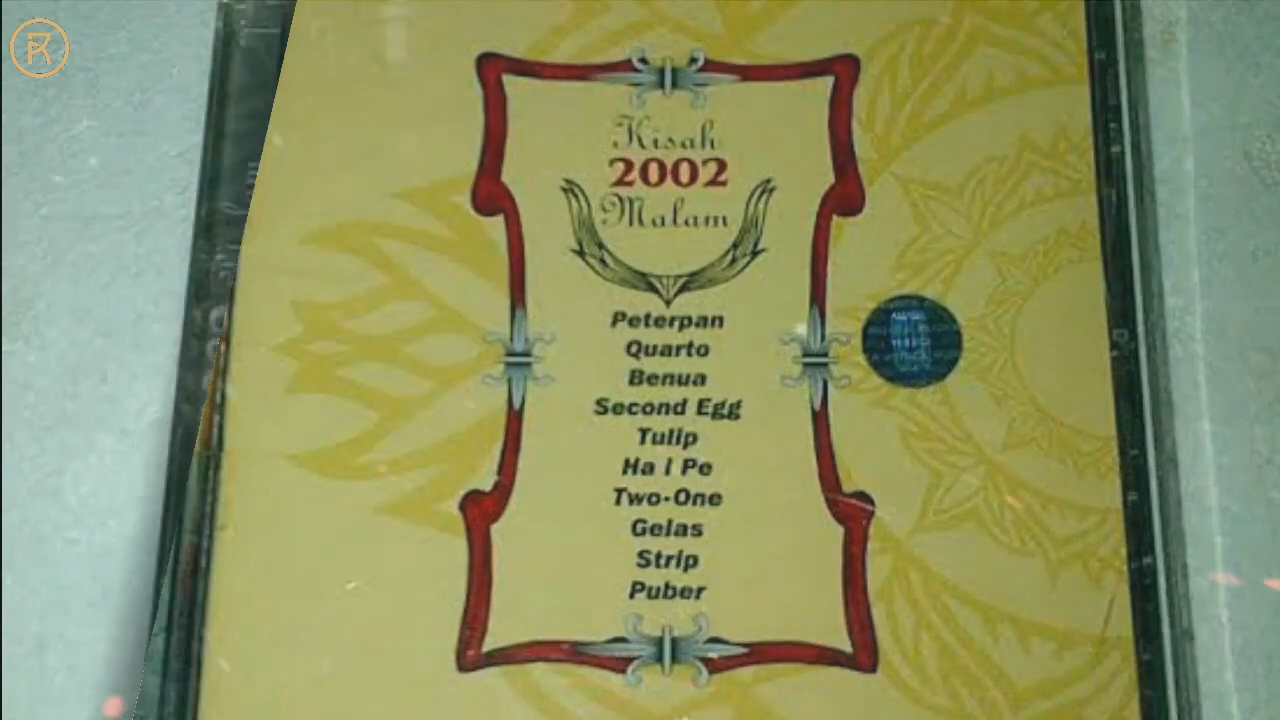 Kisah
2002
Malam
Peterpan
Quarto
Benua
Second Egg
Tulip
Ha l Pe
Two-One
Gelas
Strip
Puber